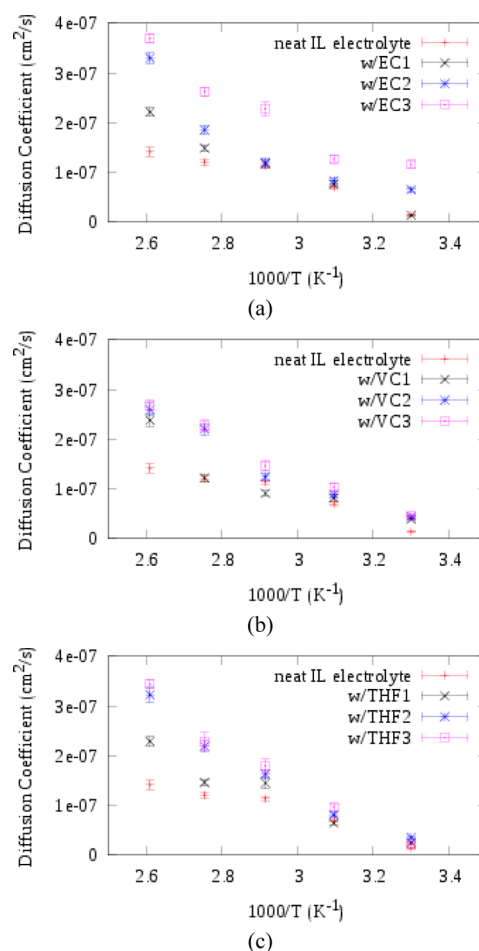 4e-07
3e-07
2e-07
1e-07
0
Diffusion Coefficient (cm²/s)
neat IL electrolyte
w/EC1
w/EC2
w/EC3
2.6 2.8 3 3.2 3.4
1000/T (K⁻¹)
(a)
4e-07
3e-07
2e-07
1e-07
0
Diffusion Coefficient (cm²/s)
neat IL electrolyte
w/VC1
w/VC2
w/VC3
2.6 2.8 3 3.2 3.4
1000/T (K⁻¹)
(b)
4e-07
3e-07
2e-07
1e-07
0
Diffusion Coefficient (cm²/s)
neat IL electrolyte
w/THF1
w/THF2
w/THF3
2.6 2.8 3 3.2 3.4
1000/T (K⁻¹)
(c)